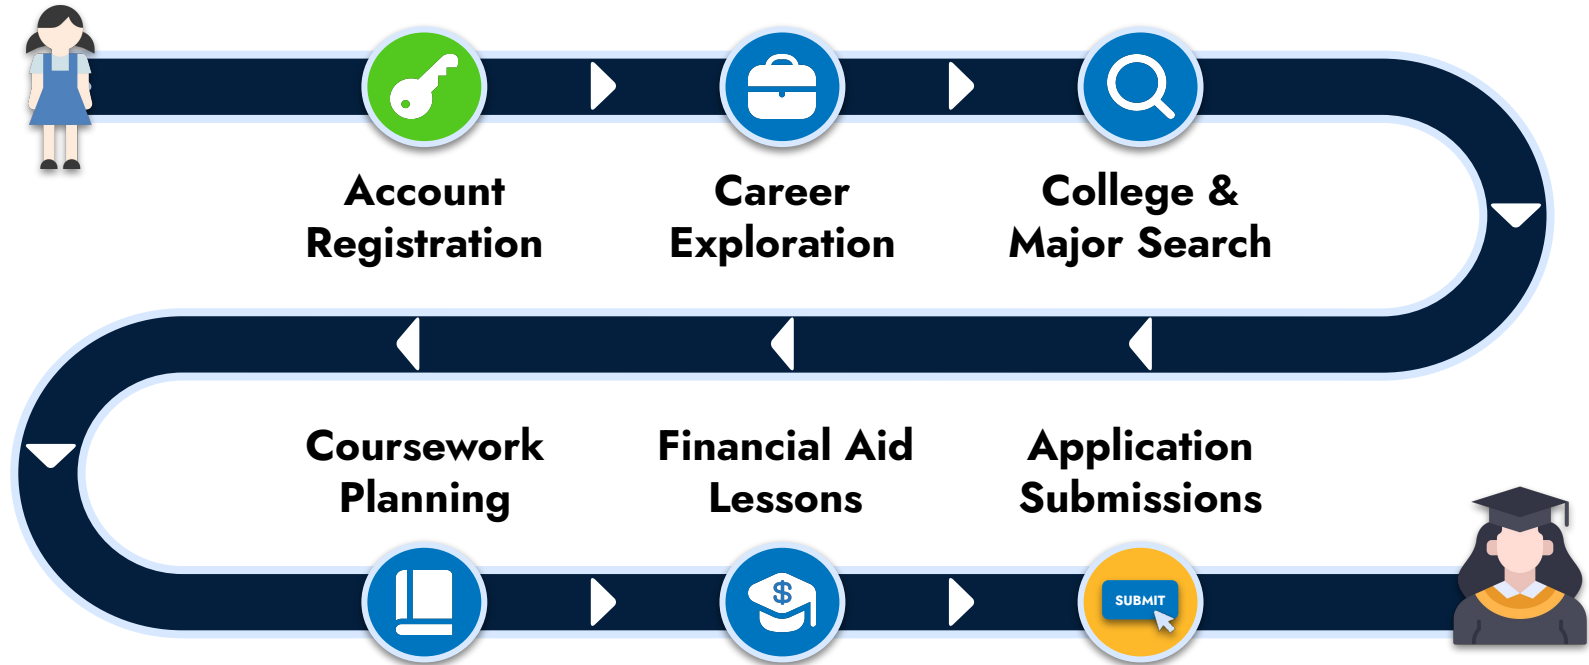 Account
Registration
Career
Exploration
College &
Major Search
Coursework
Planning
Financial Aid
Lessons
Application
Submissions
$
SUBMIT